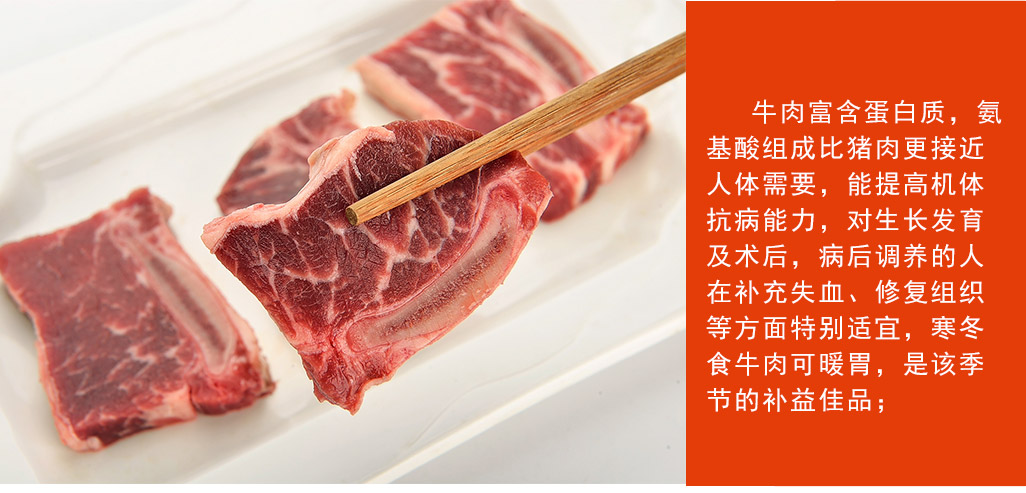 牛肉富含蛋白质，氨
基酸组成比猪肉更接近
人体需要，能提高机体
抗病能力，对生长发育
及术后，病后调养的人
在补充失血、修复组织
等方面特别适宜，寒冬
食牛肉可暖胃，是该季
节的补益佳品；